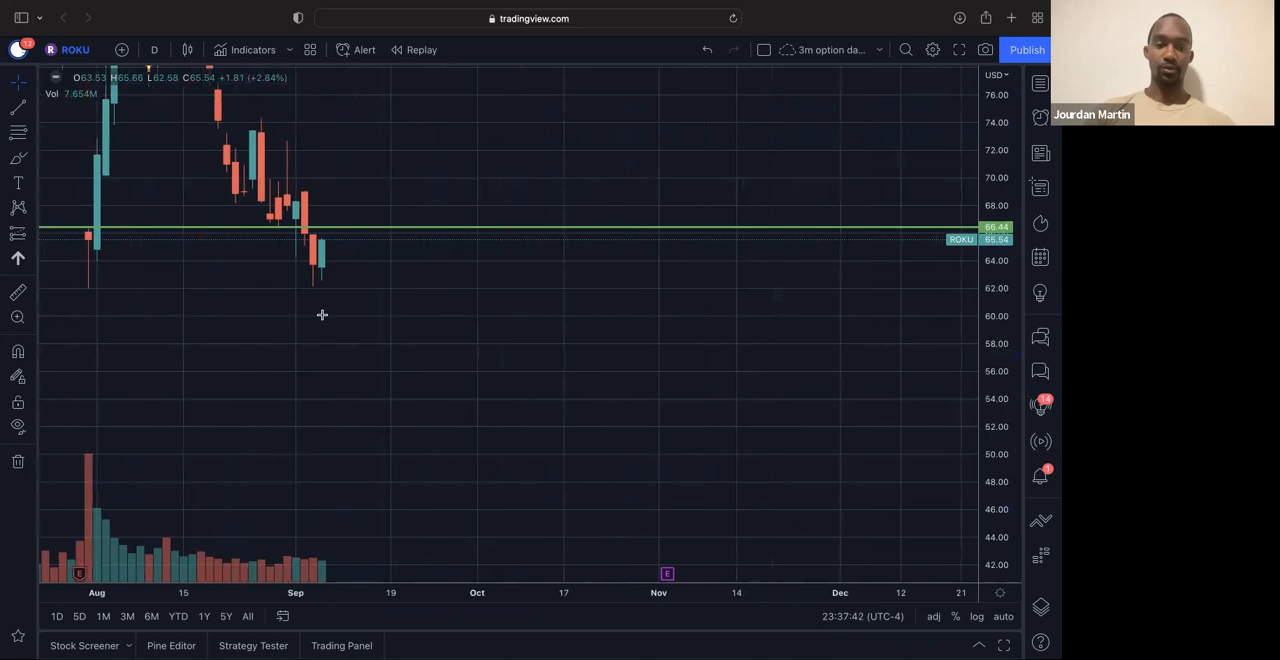 tradingview.com
12
ROKU
D
Indicators
Alert
Replay
3m option da...
Publish
Jourdan Martin
O63.53 H65.66 L62.58 C65.54 +1.81 (+2.84%)
Vol 7.654M
USD
76.00
74.00
72.00
70.00
68.00
66.44
ROKU 65.54
64.00
62.00
60.00
58.00
56.00
54.00
52.00
50.00
48.00
46.00
44.00
42.00
14
1
E
E
Aug 15 Sep 19 Oct 17 Nov 14 Dec 12 21
1D 5D 1M 3M 6M YTD 1Y 5Y All
23:37:42 (UTC-4)
adj % log auto
Stock Screener
Pine Editor
Strategy Tester
Trading Panel